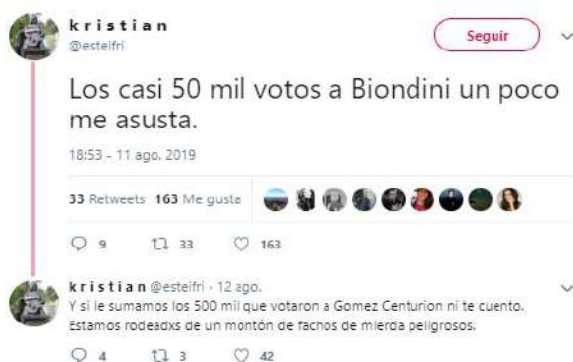 kristian
@esteifri
Seguir
Los casi 50 mil votos a Biondini un poco
me asusta.
18:53 - 11 ago. 2019
33 Retweets 163 Me gusta
9 33 163
kristian @esteifri · 12 ago.
Y si le sumamos los 500 mil que votaron a Gomez Centurion ni te cuento.
Estamos rodeadxs de un montón de fachos de mierda peligrosos.
4 3 42